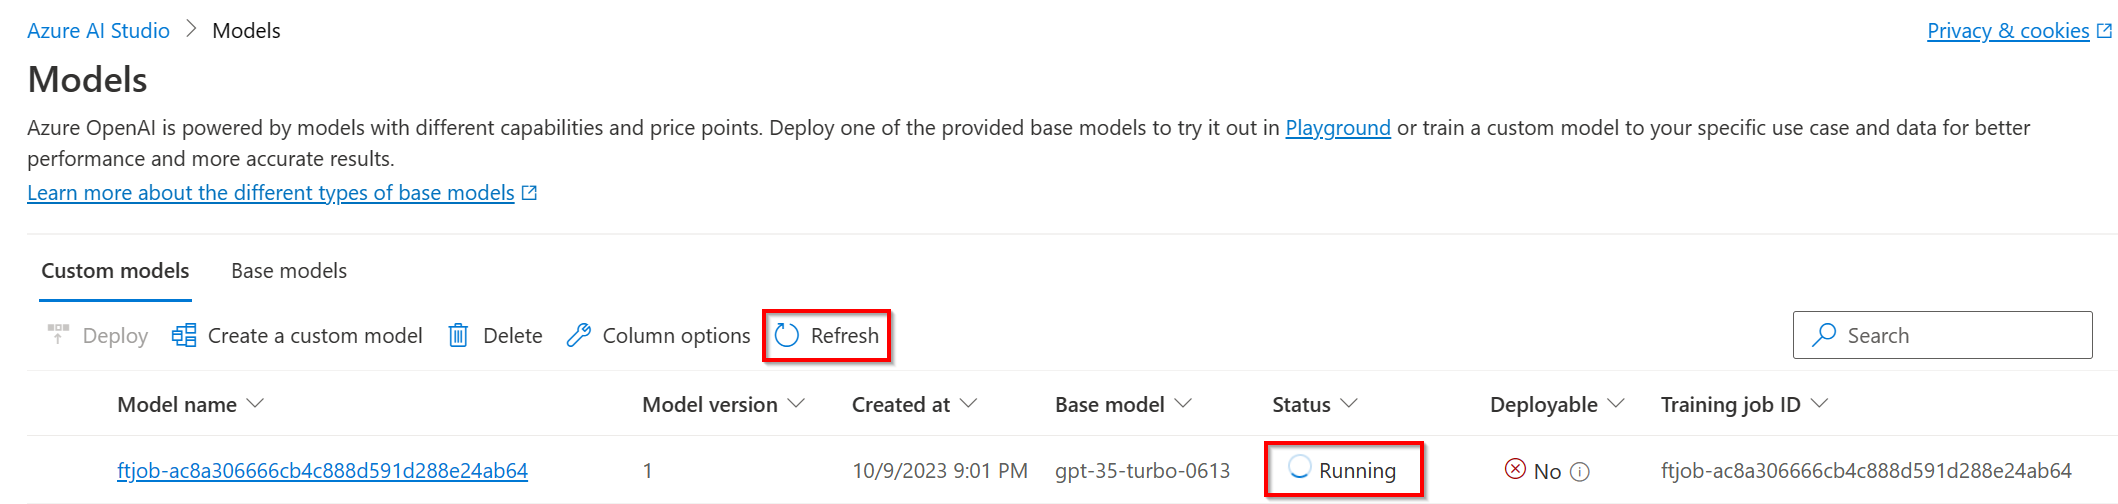 Azure AI Studio > Models
Privacy & cookies
Models
Azure OpenAI is powered by models with different capabilities and price points. Deploy one of the provided base models to try it out in Playground or train a custom model to your specific use case and data for better
performance and more accurate results.
Learn more about the different types of base models
Custom models Base models
Deploy Create a custom model Delete Column options Refresh Search
Model name Model version Created at Base model Status Deployable Training job ID
ftjob-ac8a306666cb4c888d591d288e24ab64 1 10/9/2023 9:01 PM gpt-35-turbo-0613 Running No ftjob-ac8a306666cb4c888d591d288e24ab64